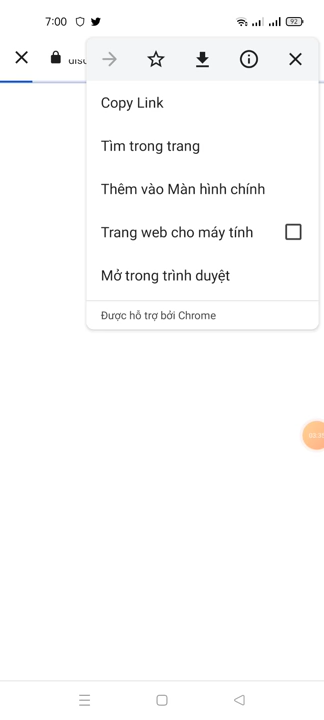 7:00
92
Copy Link
Tìm trong trang
Thêm vào Màn hình chính
Trang web cho máy tính
Mở trong trình duyệt
Được hỗ trợ bởi Chrome